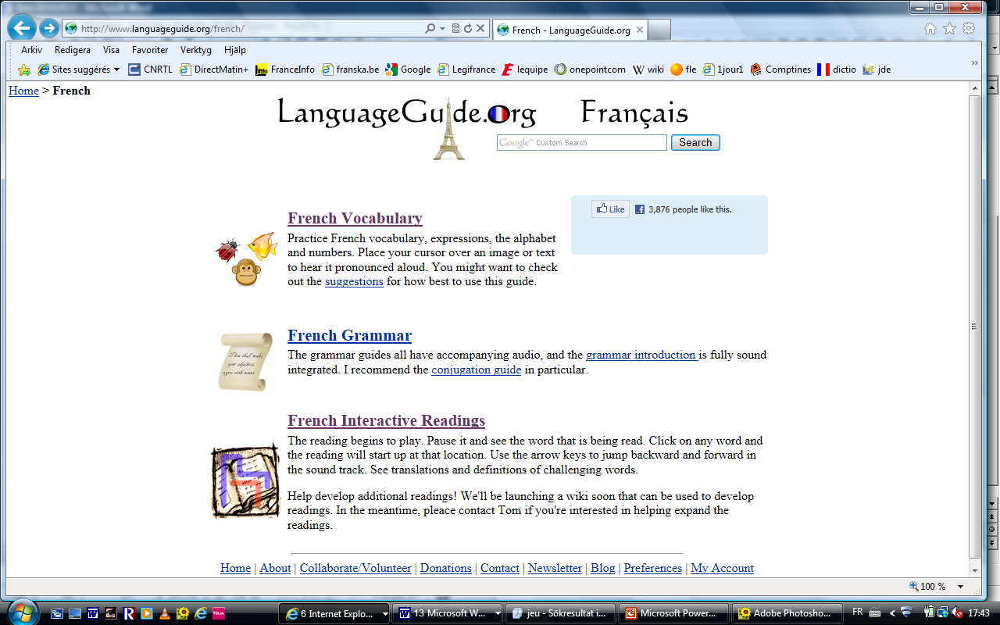 http://www.languageguide.org/french/
French - LanguageGuide.org
Arkiv Redigera Visa Favoriter Verktyg Hjälp
Sites suggérés CNRTL DirectMatin+ FranceInfo franska.be Google Legifrance lequipe onepointcom wiki fle 1jour1 Comptines dictio jde
Home > French
LanguageGuide.org Français
Google™ Custom Search Search
Like 3,876 people like this.
French Vocabulary
Practice French vocabulary, expressions, the alphabet
and numbers. Place your cursor over an image or text
to hear it pronounced aloud. You might want to check
out the suggestions for how best to use this guide.
French Grammar
The grammar guides all have accompanying audio, and the grammar introduction is fully sound
integrated. I recommend the conjugation guide in particular.
French Interactive Readings
The reading begins to play. Pause it and see the word that is being read. Click on any word and
the reading will start up at that location. Use the arrow keys to jump backward and forward in
the sound track. See translations and definitions of challenging words.
Help develop additional readings! We'll be launching a wiki soon that can be used to develop
readings. In the meantime, pleace contact Tom if you're interested in helping expand the
readings.
Home | About | Collaborate/Volunteer | Donations | Contact | Newsletter | Blog | Preferences | My Account
100 %
6 Internet Explo... 13 Microsoft W... jeu - Sökresultat i... Microsoft Power... Adobe Photosho... FR 17:43